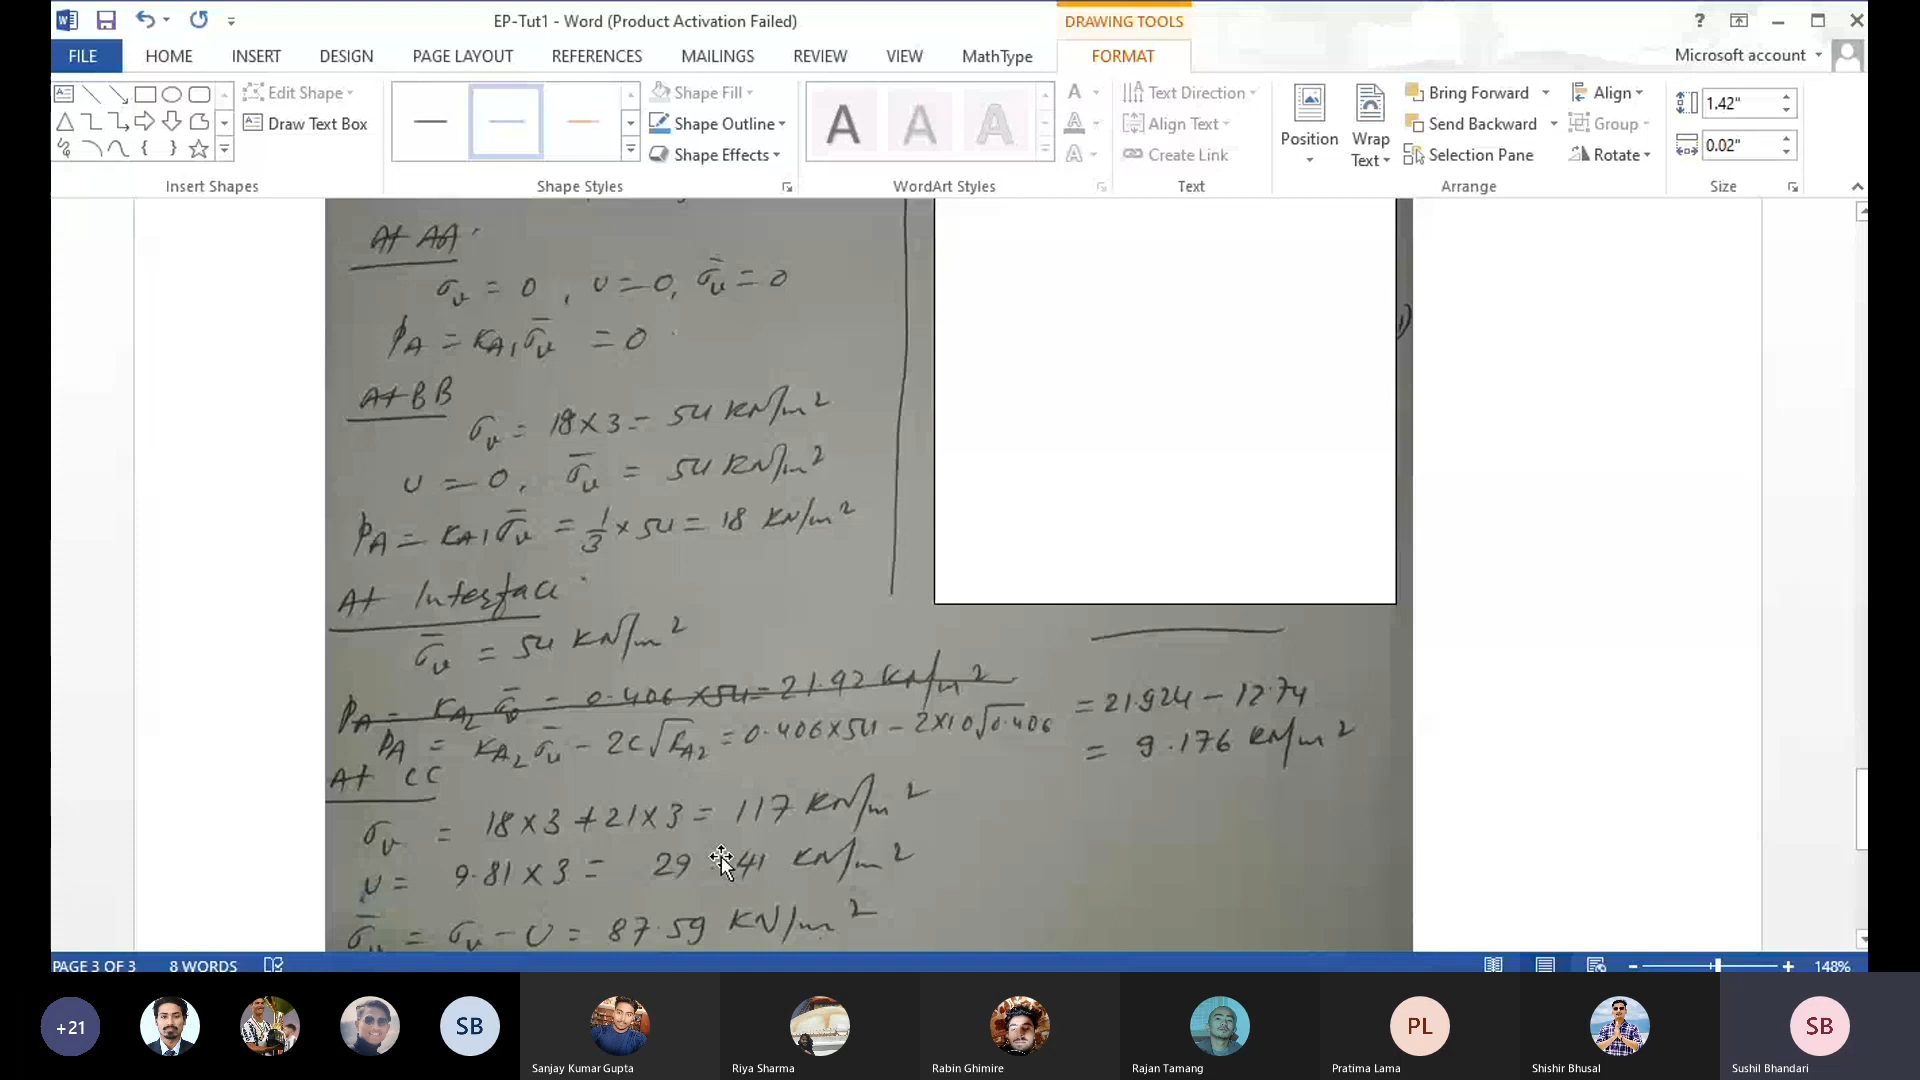 EP-Tut1 - Word (Product Activation Failed)
DRAWING TOOLS
?
FILE HOME INSERT DESIGN PAGE LAYOUT REFERENCES MAILINGS REVIEW VIEW MathType FORMAT
Microsoft account
Edit Shape
Draw Text Box
Insert Shapes
Shape Fill
Shape Outline
Shape Effects
Shape Styles
A A A
WordArt Styles
Text Direction
Align Text
Create Link
Text
Position
Wrap Text
Bring Forward
Send Backward
Selection Pane
Align
Group
Rotate
Arrange
1.42"
0.02"
Size
At AA
σv = 0, u = 0, σ̄v = 0
pA = KA1 σ̄v = 0
At BB
σv = 18 × 3 = 54 KN/m²
u = 0, σ̄v = 54 KN/m²
pA = KA1 σ̄v = 1/3 × 54 = 18 KN/m²
At Interface
σ̄v = 54 KN/m²
pA = KA2 σ̄v = 0.406 × 54 = 21.92 KN/m²
pA = KA2 σ̄v - 2C√KA2 = 0.406×54 - 2×10√0.406 = 21.924 - 12.74
= 9.176 KN/m²
At CC
σv = 18×3 + 21×3 = 117 KN/m²
u = 9.81 × 3 = 29.41 KN/m²
σ̄v = σv - U = 87.59 KN/m²
PAGE 3 OF 3 8 WORDS
148%
+21
SB
PL
SB
Sanjay Kumar Gupta
Riya Sharma
Rabin Ghimire
Rajan Tamang
Pratima Lama
Shishir Bhusal
Sushil Bhandari